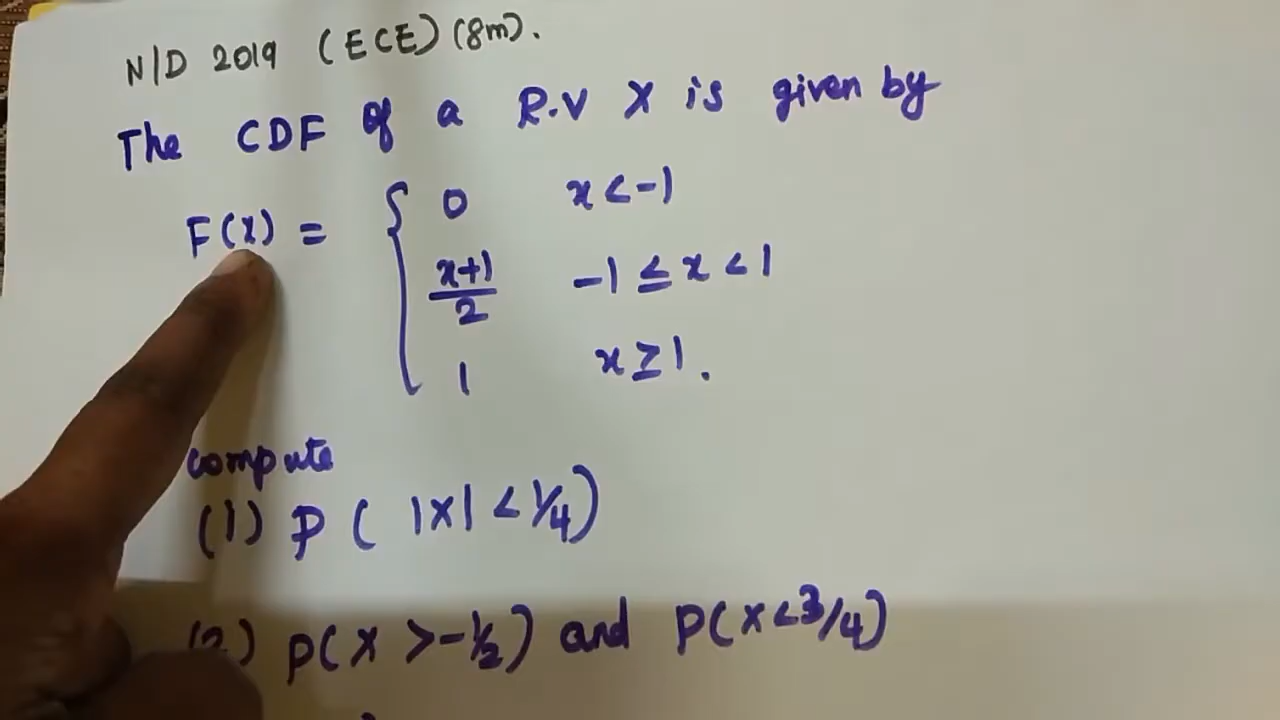 N/D 2019 (ECE) (8m).
The CDF of a R.V X is given by
F(x) = { 0 x < -1
x+1/2 -1 ≤ x < 1
1 x ≥ 1.
compute
(1) P ( |X| < 1/4)
(2) P(X > -1/2) and P(X < 3/4)